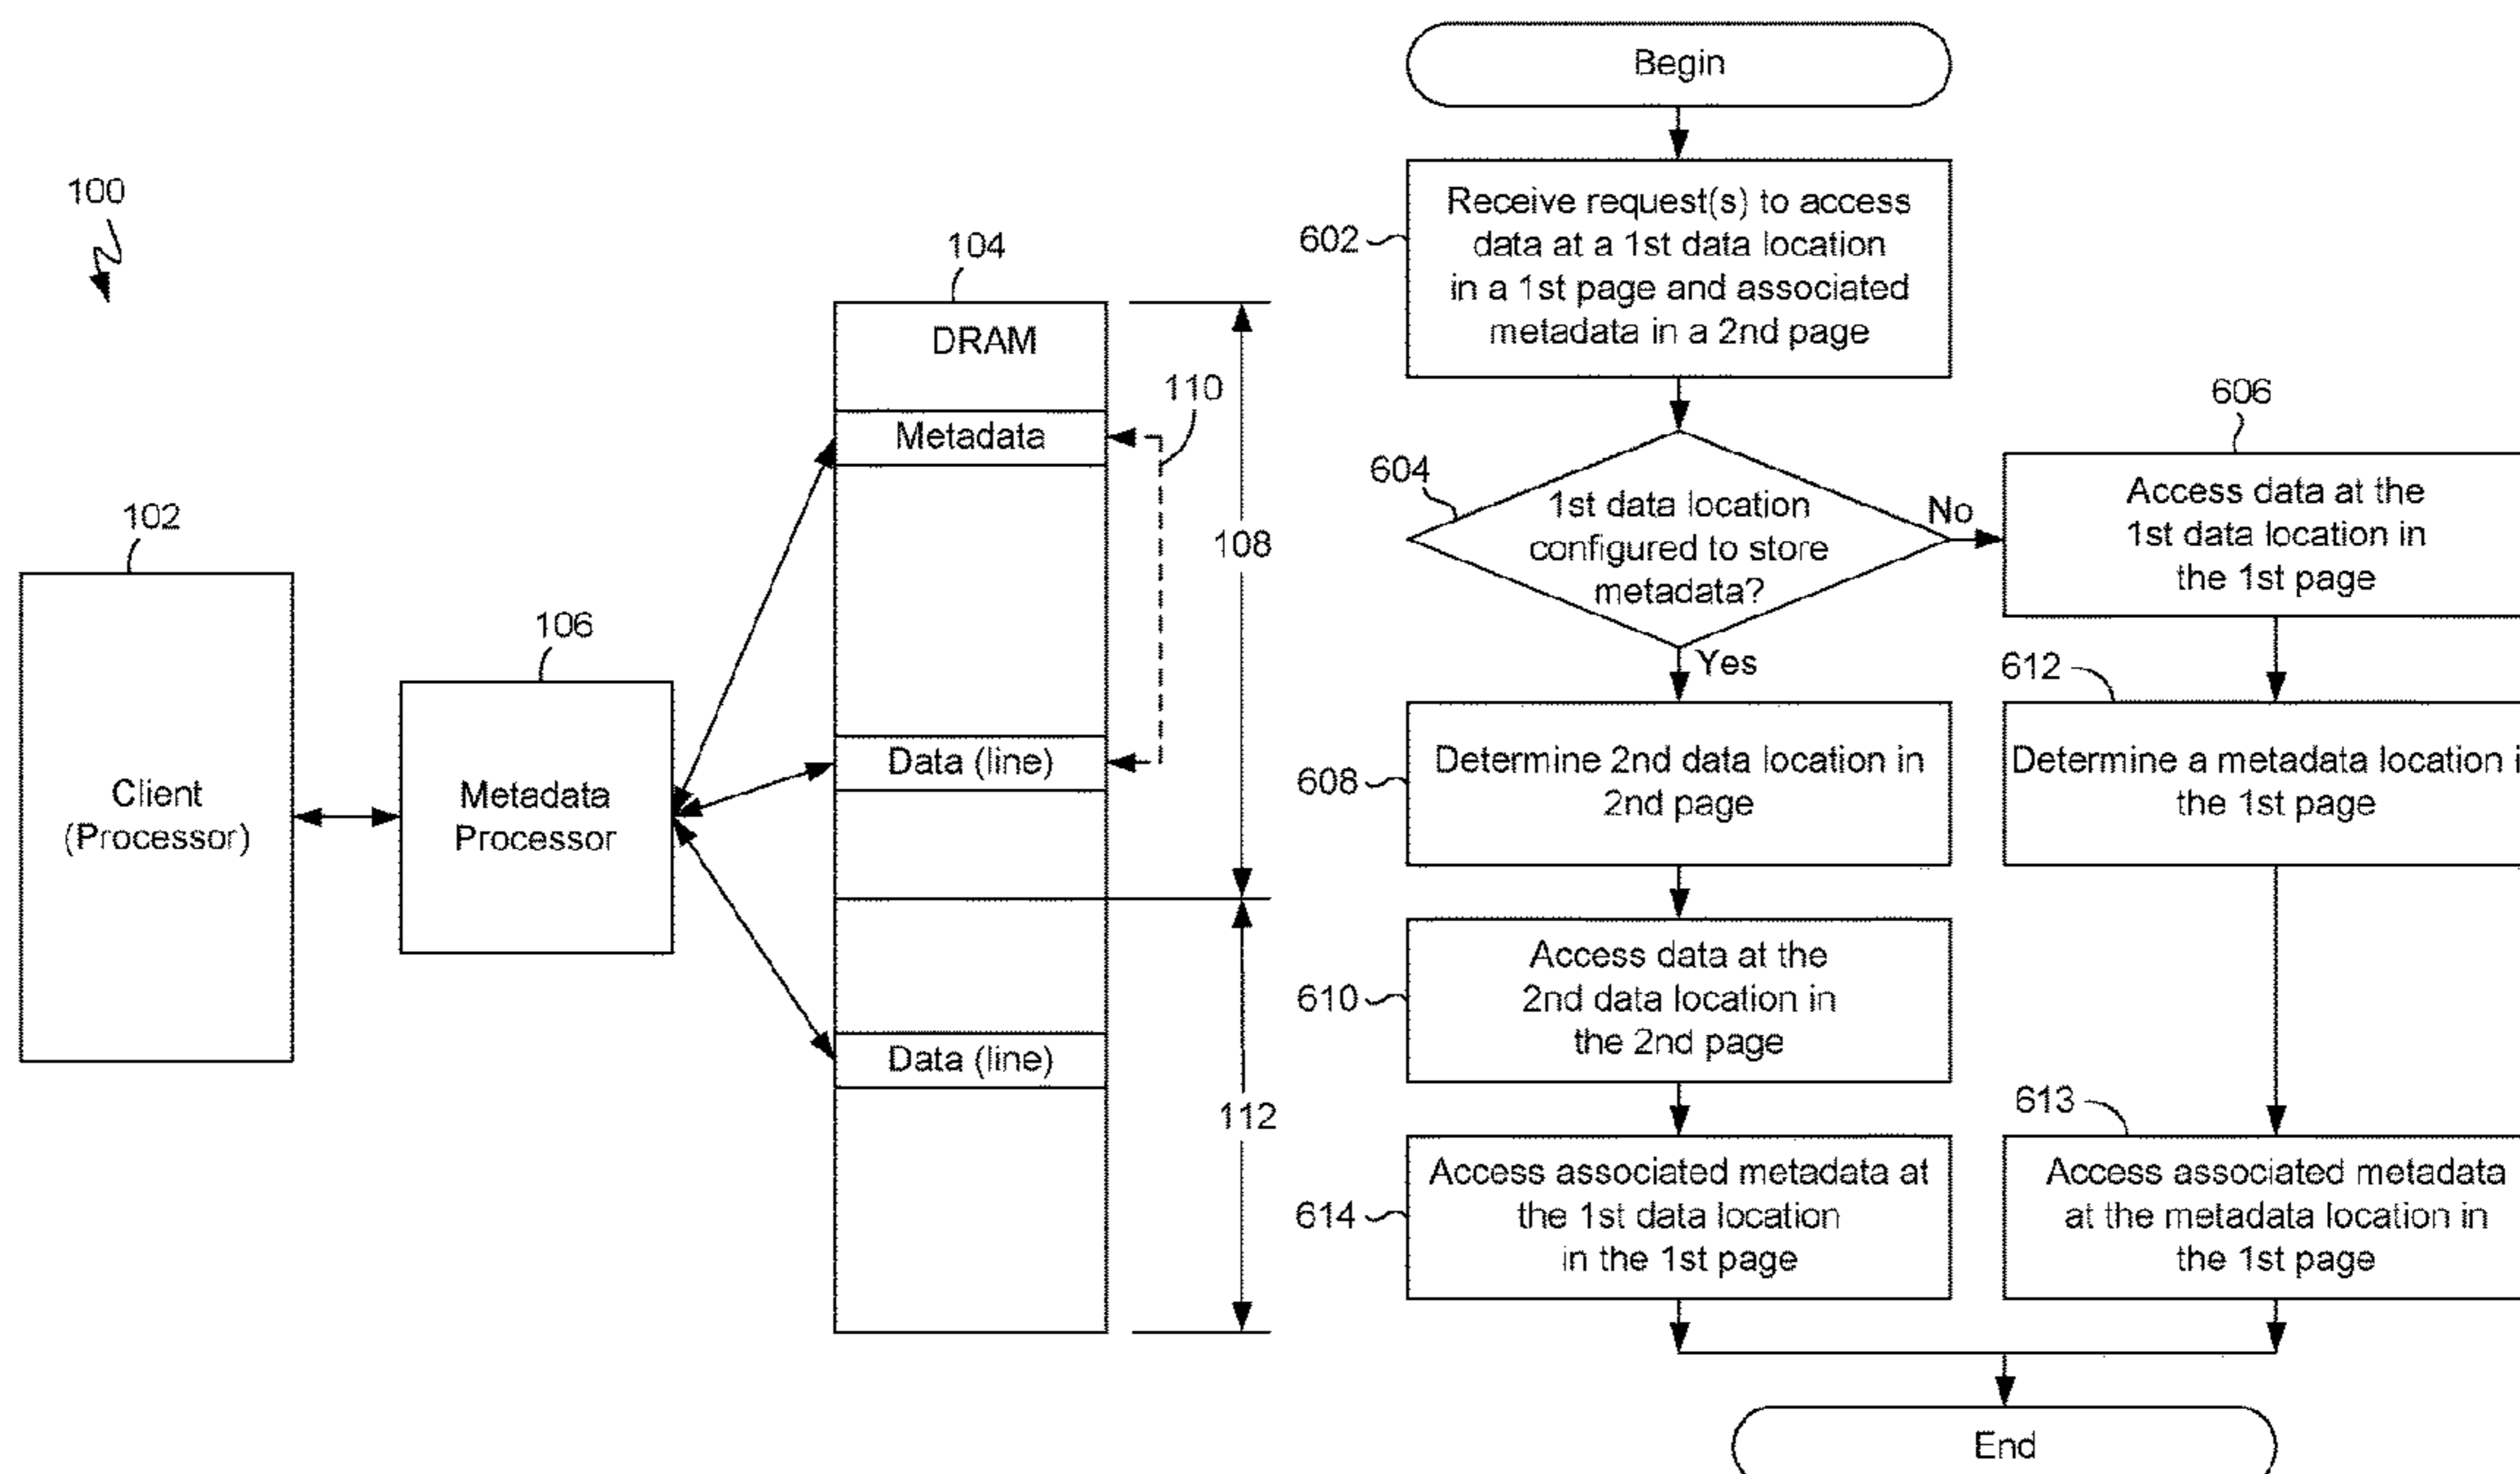 100
102
Client
(Processor)
106
Metadata
Processor
104
DRAM
Metadata
Data (line)
Data (line)
110
108
112
Begin
602
Receive request(s) to access
data at a 1st data location
in a 1st page and associated
metadata in a 2nd page
604
1st data location
configured to store
metadata?
No
Yes
606
Access data at the
1st data location in
the 1st page
608
Determine 2nd data location in
2nd page
612
Determine a metadata location i
the 1st page
610
Access data at the
2nd data location in
the 2nd page
614
Access associated metadata at
the 1st data location
in the 1st page
613
Access associated metadata
at the metadata location in
the 1st page
End